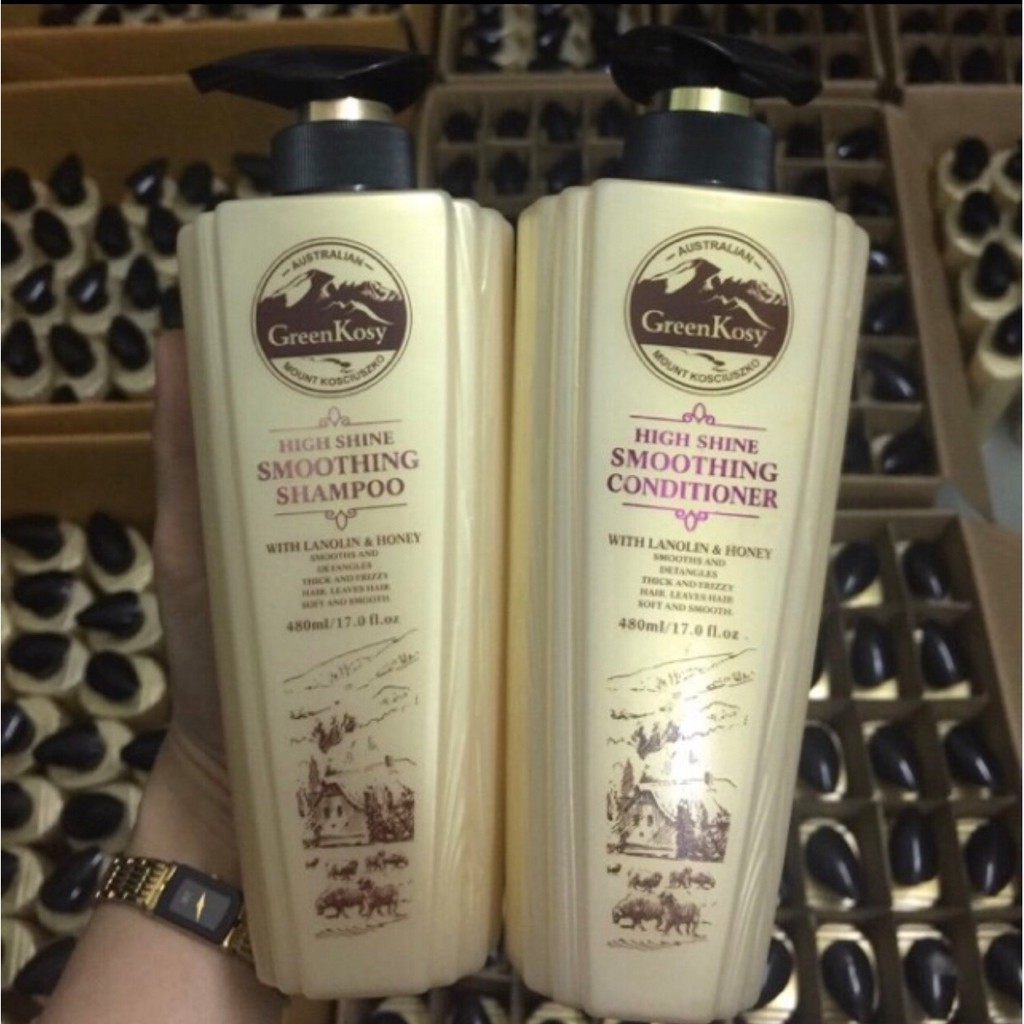 AUSTRALIAN
GreenKosy
MOUNT KOSCIUSZKO
HIGH SHINE
SMOOTHING
SHAMPOO
WITH LANOLIN & HONEY
SMOOTHS AND
DETANGLES
THICK AND FRIZZY
HAIR. LEAVES HAIR
SOFT AND SMOOTH.
480ml/17.0 fl.oz
AUSTRALIAN
GreenKosy
MOUNT KOSCIUSZKO
HIGH SHINE
SMOOTHING
CONDITIONER
WITH LANOLIN & HONEY
SMOOTHS AND
DETANGLES
THICK AND FRIZZY
HAIR. LEAVES HAIR
SOFT AND SMOOTH.
480ml/17.0 fl.oz